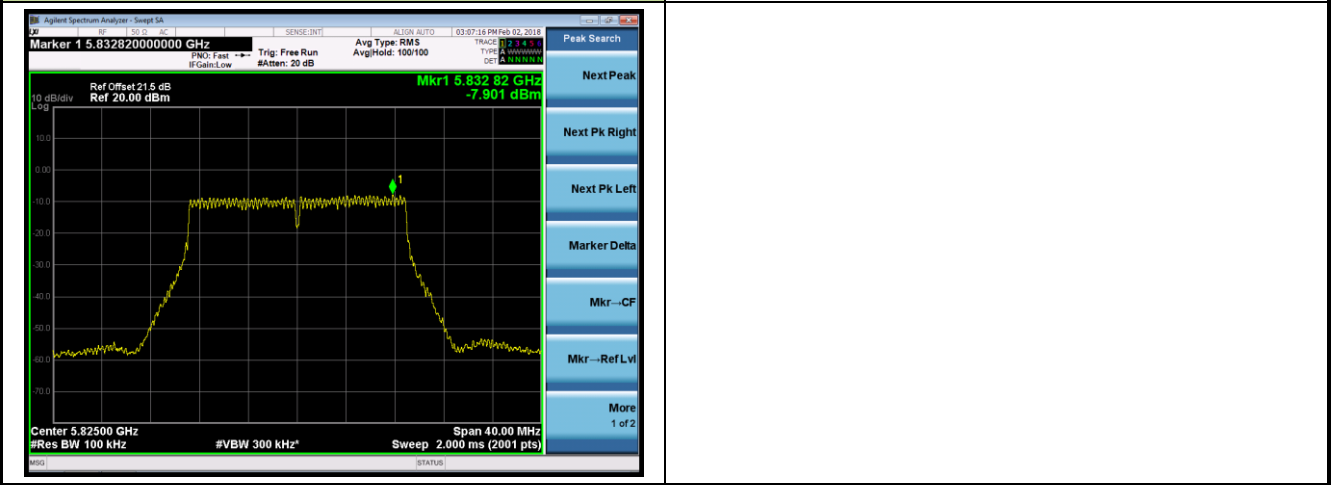 Agilent Spectrum Analyzer - Swept SA
RF 50 Ω AC SENSE:INT ALIGN AUTO 03:07:16 PM Feb 02, 2018
Marker 1 5.832820000000 GHz
PNO: Fast
IFGain:Low
Trig: Free Run
#Atten: 20 dB
Avg Type: RMS
Avg|Hold: 100/100
TRACE 1 2 3 4 5 6
TYPE A WWWWW
DET A N N N N N
Ref Offset 21.5 dB
10 dB/div Ref 20.00 dBm
Log
Mkr1 5.832 82 GHz
-7.901 dBm
10.0
0.00
-10.0
-20.0
-30.0
-40.0
-50.0
-60.0
-70.0
1
Center 5.82500 GHz Span 40.00 MHz
#Res BW 100 kHz #VBW 300 kHz* Sweep 2.000 ms (2001 pts)
MSG STATUS
Peak Search
Next Peak
Next Pk Right
Next Pk Left
Marker Delta
Mkr→CF
Mkr→Ref Lvl
More
1 of 2